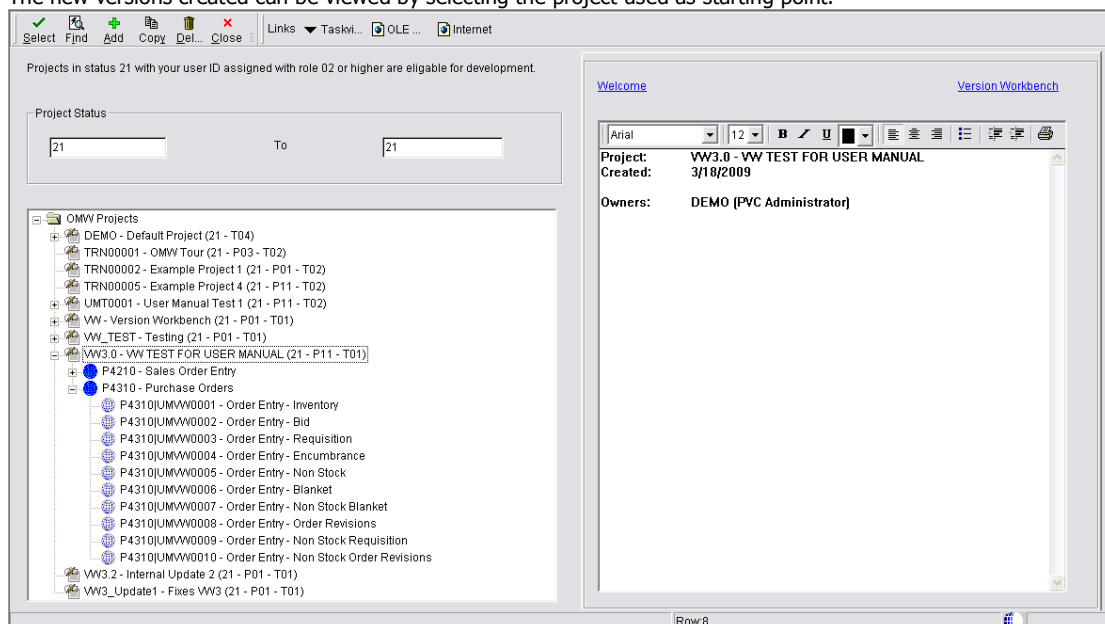 The new versions created can be viewed by selecting the project used as starting point.
Select Find Add Copy Del... Close Links Taskvi... OLE ... Internet
Projects in status 21 with your user ID assigned with role 02 or higher are eligable for development.
Project Status
21 To 21
OMW Projects
DEMO - Default Project (21 - T04)
TRN00001 - OMW Tour (21 - P03 - T02)
TRN00002 - Example Project 1 (21 - P01 - T02)
TRN00005 - Example Project 4 (21 - P11 - T02)
UMT0001 - User Manual Test 1 (21 - P11 - T02)
VW - Version Workbench (21 - P01 - T01)
VW_TEST - Testing (21 - P01 - T01)
VW3.0 - VW TEST FOR USER MANUAL (21 - P11 - T01)
P4210 - Sales Order Entry
P4310 - Purchase Orders
P4310|UMVW0001 - Order Entry - Inventory
P4310|UMVW0002 - Order Entry - Bid
P4310|UMVW0003 - Order Entry - Requisition
P4310|UMVW0004 - Order Entry - Encumbrance
P4310|UMVW0005 - Order Entry - Non Stock
P4310|UMVW0006 - Order Entry - Blanket
P4310|UMVW0007 - Order Entry - Non Stock Blanket
P4310|UMVW0008 - Order Entry - Order Revisions
P4310|UMVW0009 - Order Entry - Non Stock Requisition
P4310|UMVW0010 - Order Entry - Non Stock Order Revisions
VW3.2 - Internal Update 2 (21 - P01 - T01)
VW3_Update1 - Fixes VW3 (21 - P01 - T01)
Welcome Version Workbench
Arial 12 B I U
Project: VW3.0 - VW TEST FOR USER MANUAL
Created: 3/18/2009
Owners: DEMO (PVC Administrator)
Row:8